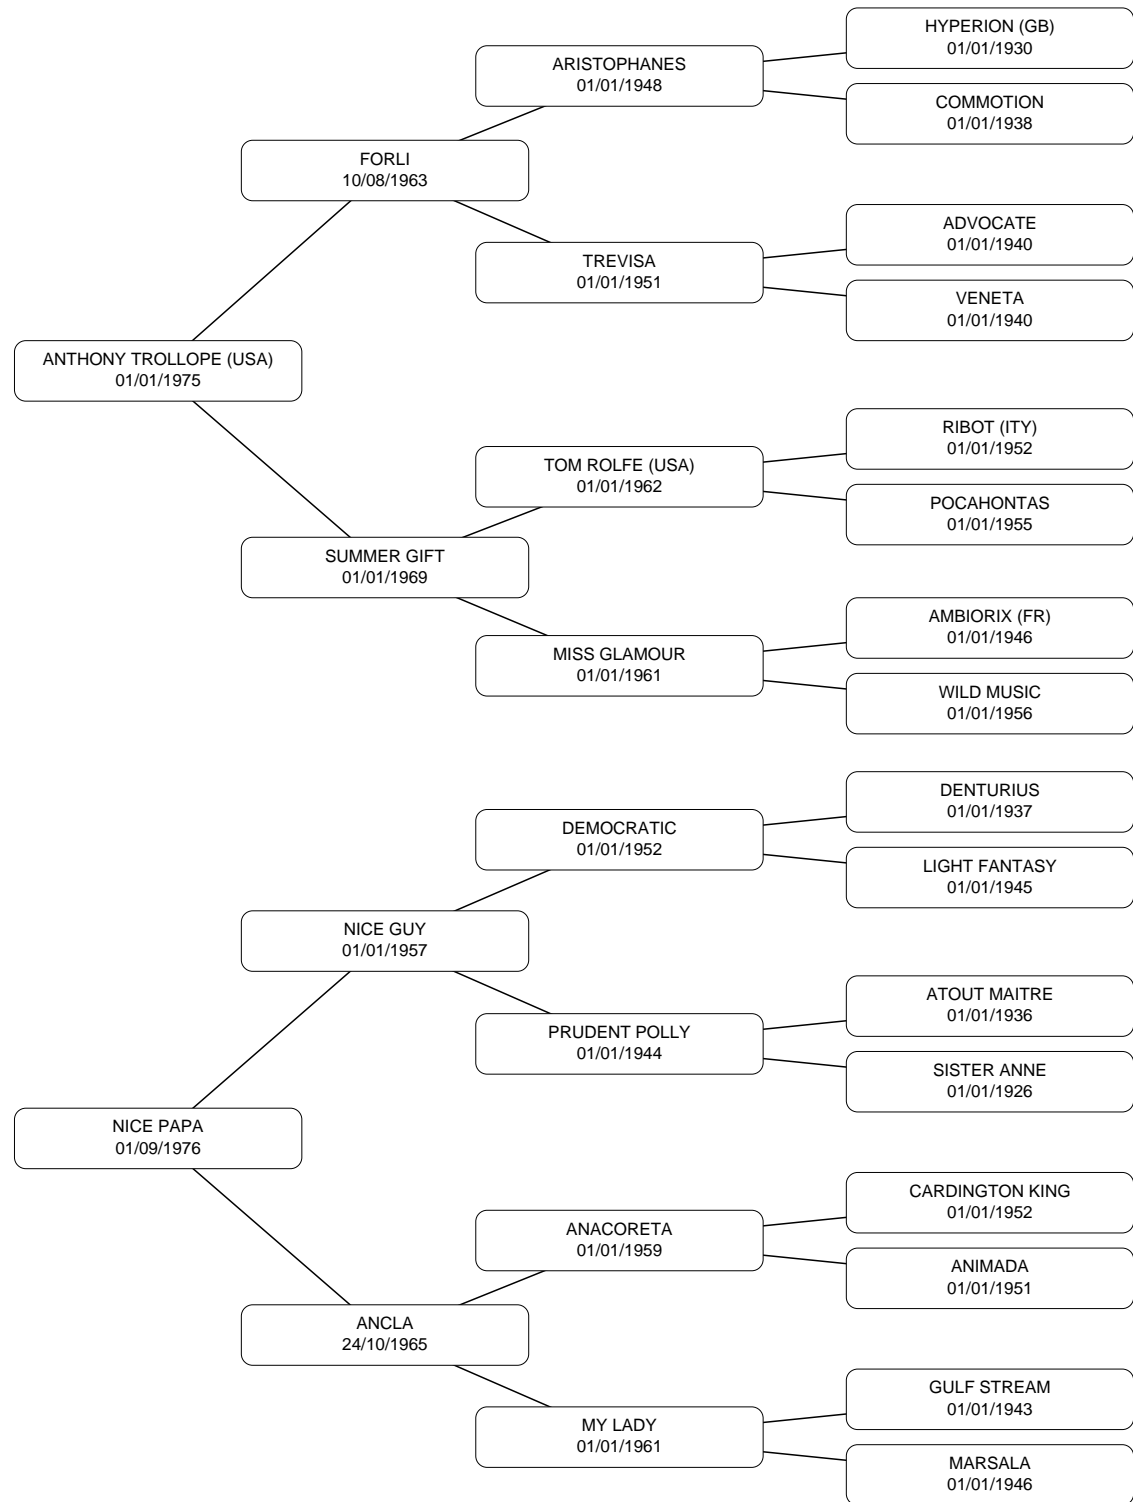 HYPERION (GB)
01/01/1930
ARISTOPHANES
01/01/1948
COMMOTION
01/01/1938
FORLI
10/08/1963
ADVOCATE
01/01/1940
TREVISA
01/01/1951
VENETA
01/01/1940
ANTHONY TROLLOPE (USA)
01/01/1975
RIBOT (ITY)
01/01/1952
TOM ROLFE (USA)
01/01/1962
POCAHONTAS
01/01/1955
SUMMER GIFT
01/01/1969
AMBIORIX (FR)
01/01/1946
MISS GLAMOUR
01/01/1961
WILD MUSIC
01/01/1956
DENTURIUS
01/01/1937
DEMOCRATIC
01/01/1952
LIGHT FANTASY
01/01/1945
NICE GUY
01/01/1957
ATOUT MAITRE
01/01/1936
PRUDENT POLLY
01/01/1944
SISTER ANNE
01/01/1926
NICE PAPA
01/09/1976
CARDINGTON KING
01/01/1952
ANACORETA
01/01/1959
ANIMADA
01/01/1951
ANCLA
24/10/1965
GULF STREAM
01/01/1943
MY LADY
01/01/1961
MARSALA
01/01/1946